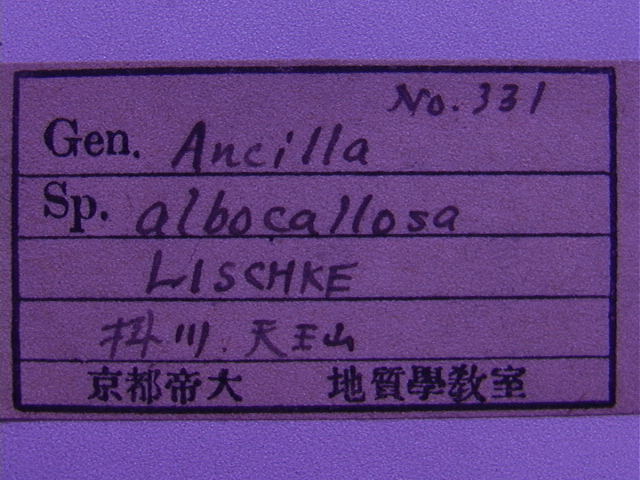 No. 331
Gen. Ancilla
Sp. albocallosa
LISCHKE
掛川. 天王山
京都帝大 地質學教室